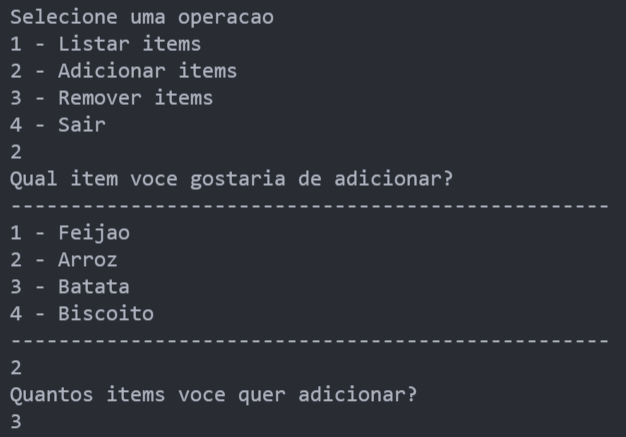 Selecione uma operacao
1 - Listar items
2 - Adicionar items
3 - Remover items
4 - Sair
2
Qual item voce gostaria de adicionar?
--------------------------------------------------
1 - Feijao
2 - Arroz
3 - Batata
4 - Biscoito
--------------------------------------------------
2
Quantos items voce quer adicionar?
3